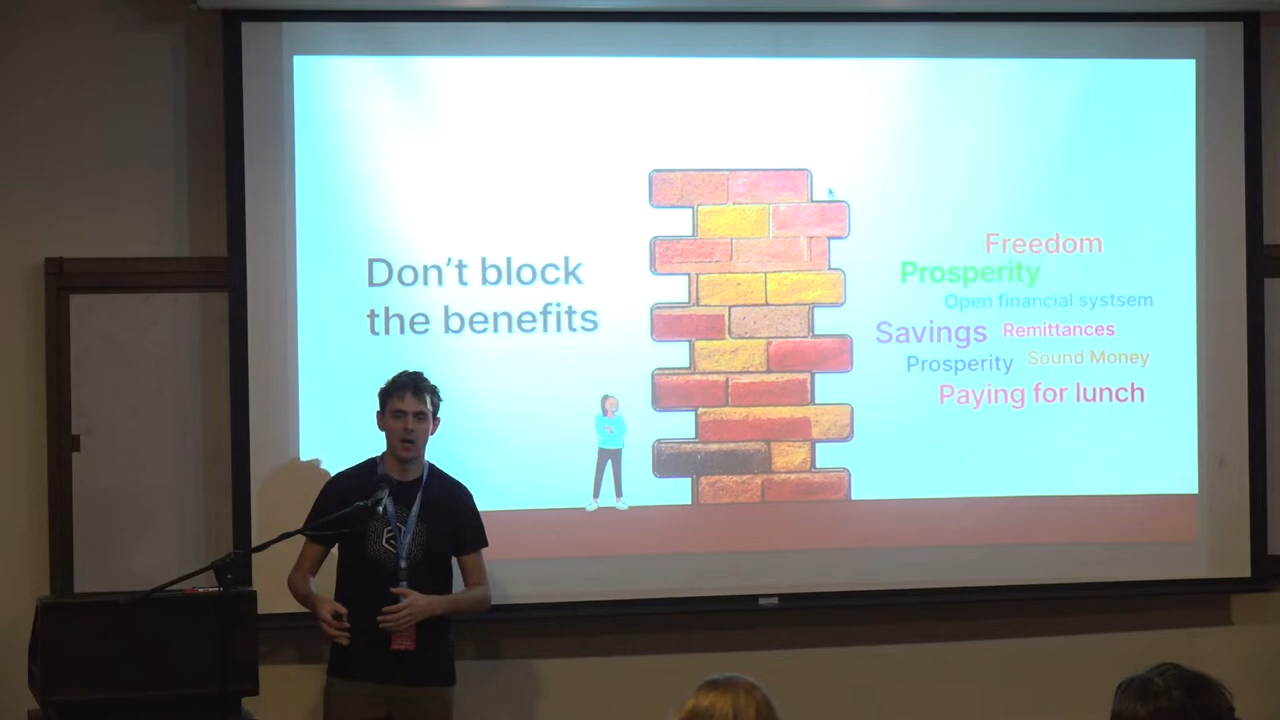 Don't block
the benefits
Freedom
Prosperity
Open financial systsem
Savings Remittances
Prosperity Sound Money
Paying for lunch